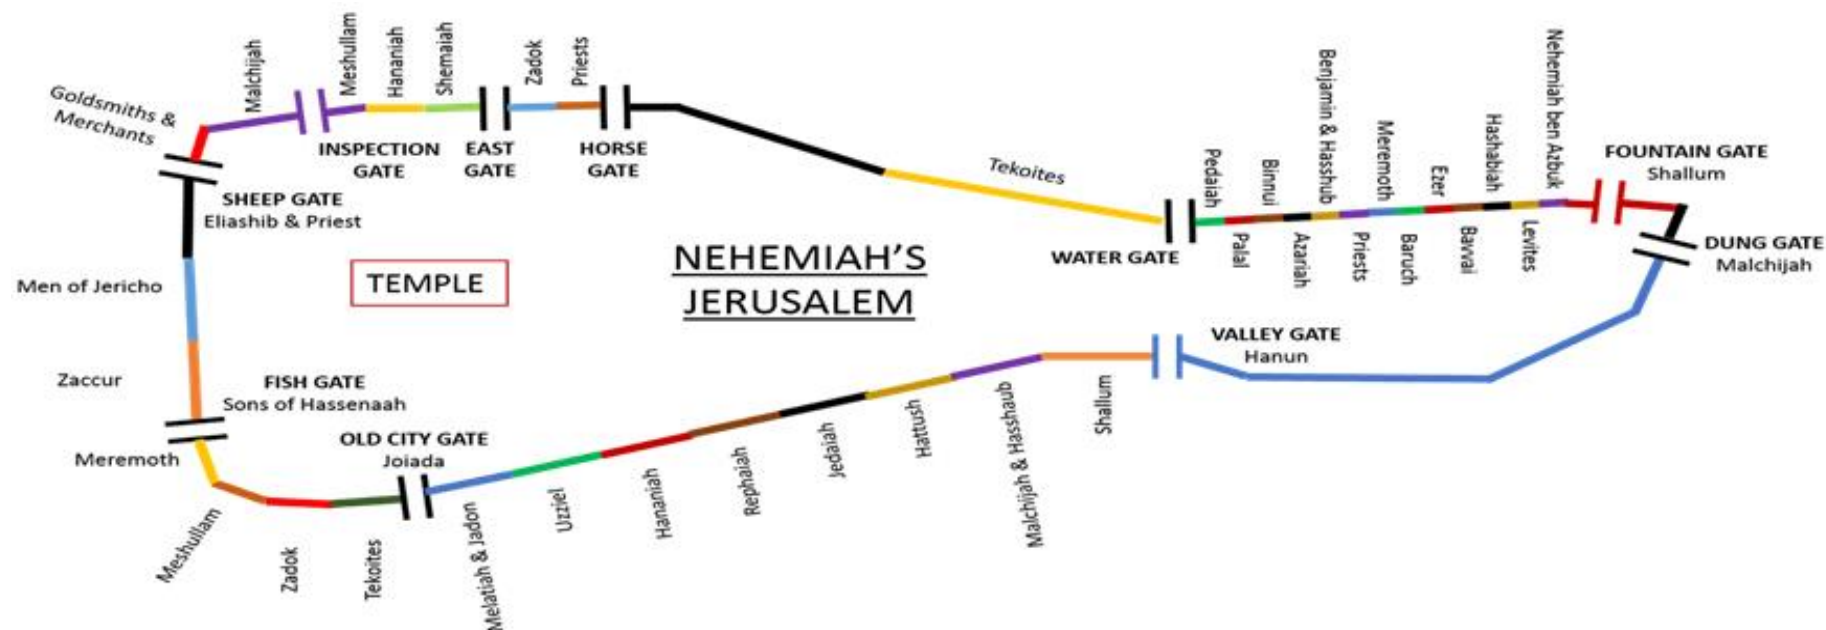 Goldsmiths &
Merchants
Malchijah
Meshullam
Hananiah
Shemaiah
Zadok
Priests
INSPECTION
GATE
EAST
GATE
HORSE
GATE
SHEEP GATE
Eliashib & Priest
Tekoites
Pedaiah
Palal
Binnui
Azariah
Benjamin & Hasshub
Priests
Meremoth
Baruch
Ezer
Bavvai
Hashabiah
Levites
Nehemiah ben Azbuk
FOUNTAIN GATE
Shallum
WATER GATE
DUNG GATE
Malchijah
NEHEMIAH'S
JERUSALEM
TEMPLE
Men of Jericho
VALLEY GATE
Hanun
Zaccur
FISH GATE
Sons of Hassenaah
OLD CITY GATE
Joiada
Meremoth
Meshullam
Zadok
Tekoites
Melatiah & Jadon
Uzziel
Hananiah
Rephaiah
Jedaiah
Hattush
Malchijah & Hasshaub
Shallum